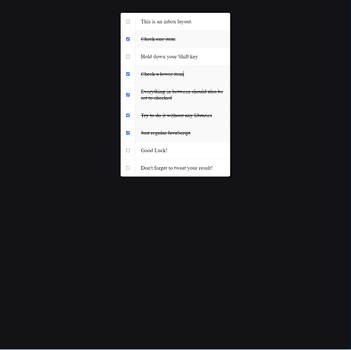 This is an inbox layout.
Check one item
Hold down your Shift key
Check a lower item
Everything in between should also be
set to checked
Try to do it without any libraries
Just regular JavaScript
Good Luck!
Don't forget to tweet your result!